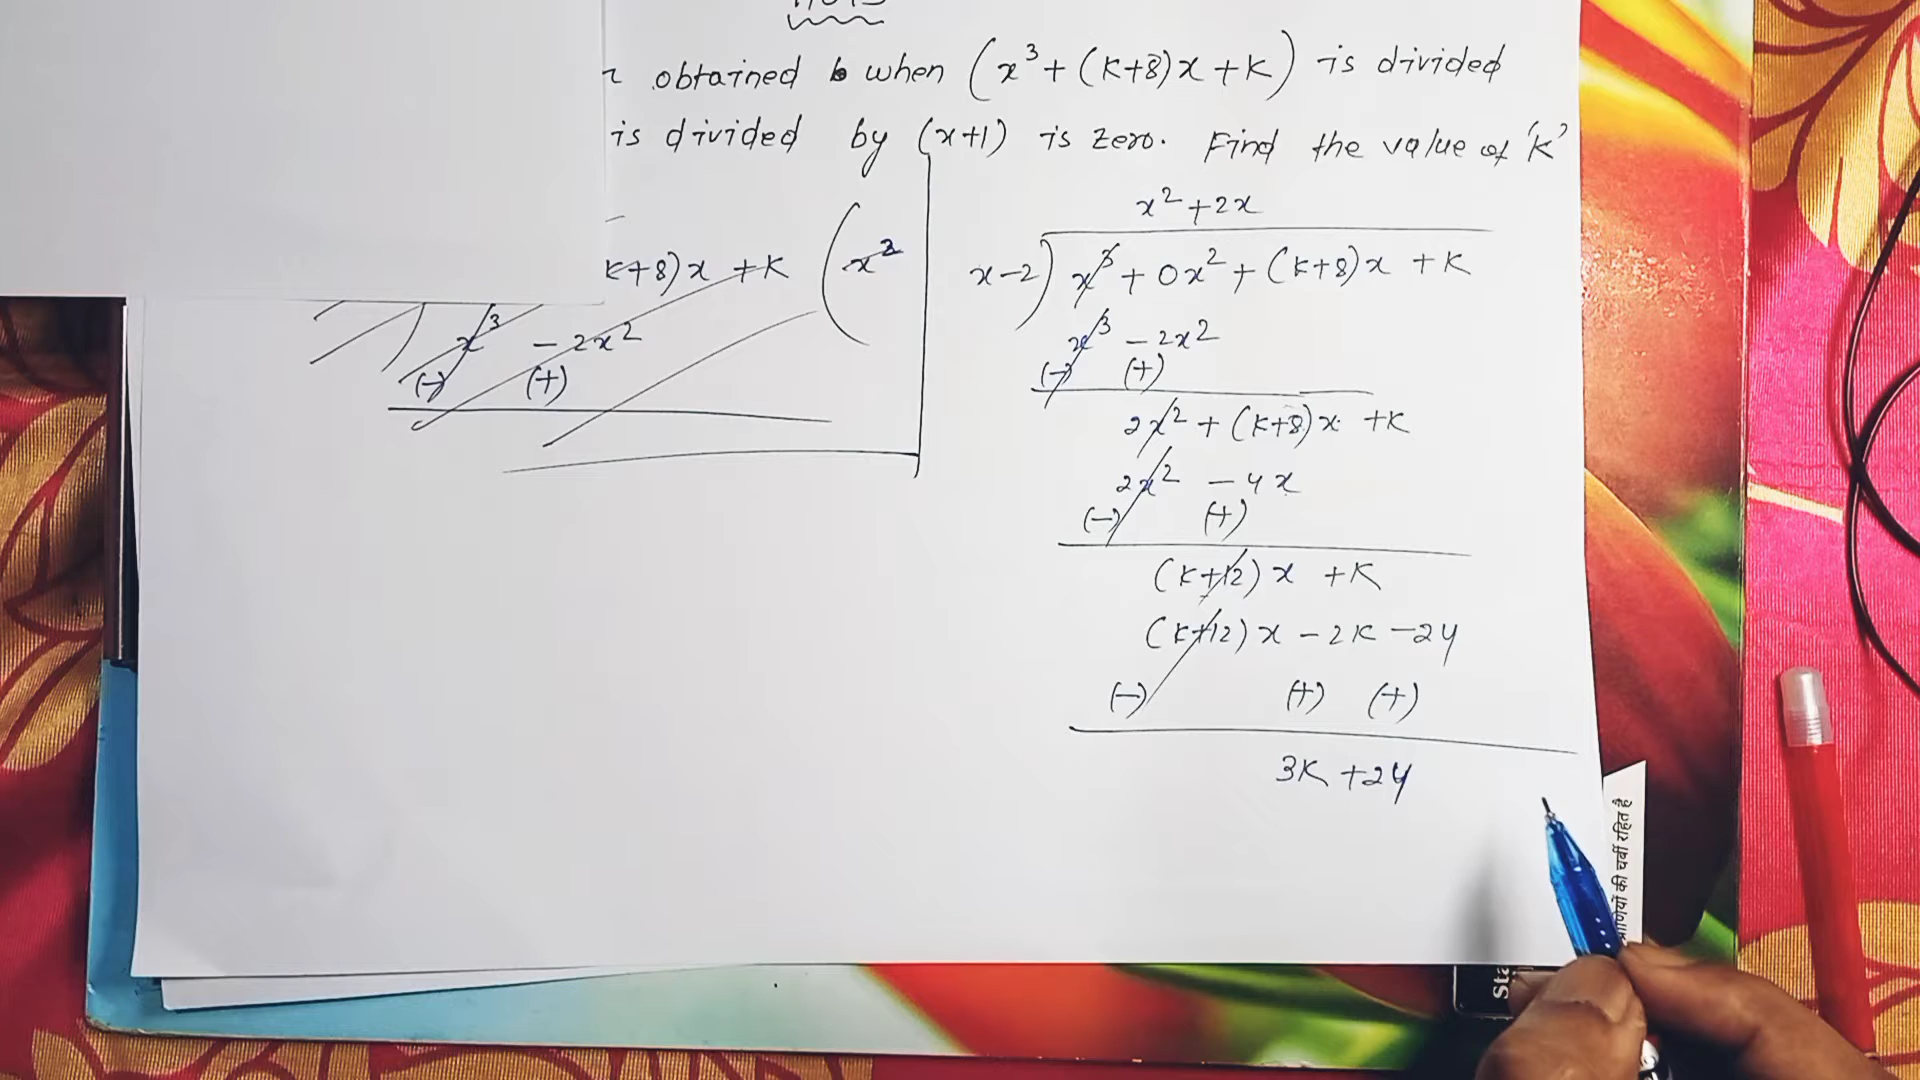 obtained when (x³ + (k+8)x + k) is divided
is divided by (x+1) is zero. Find the value of 'k'
k+8)x + k ( x²
x³ - 2x²
(-) (+)
x² + 2x
x-2) x³ + 0x² + (k+8)x + k
x³ - 2x²
(-) (+)
2x² + (k+8)x + k
2x² - 4x
(-) (+)
(k+12)x + k
(k+12)x - 2k - 24
(-) (+) (+)
3k + 24